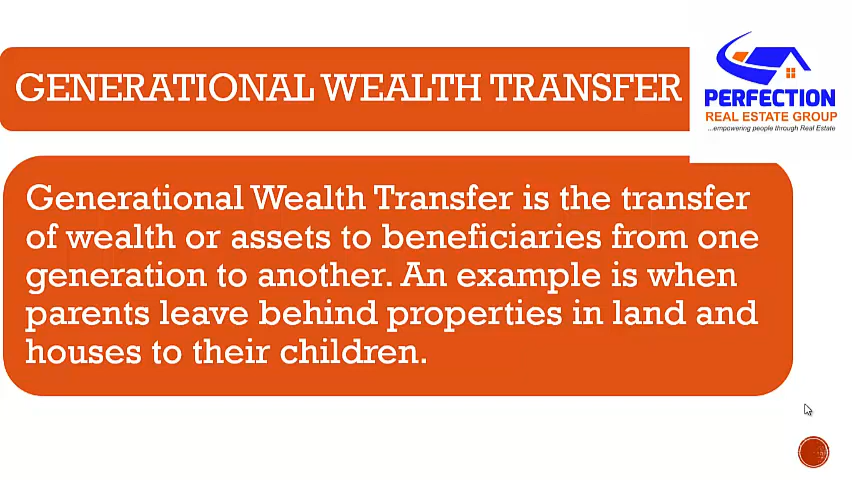 GENERATIONAL WEALTH TRANSFER
PERFECTION
REAL ESTATE GROUP
...empowering people through Real Estate
Generational Wealth Transfer is the transfer
of wealth or assets to beneficiaries from one
generation to another. An example is when
parents leave behind properties in land and
houses to their children.